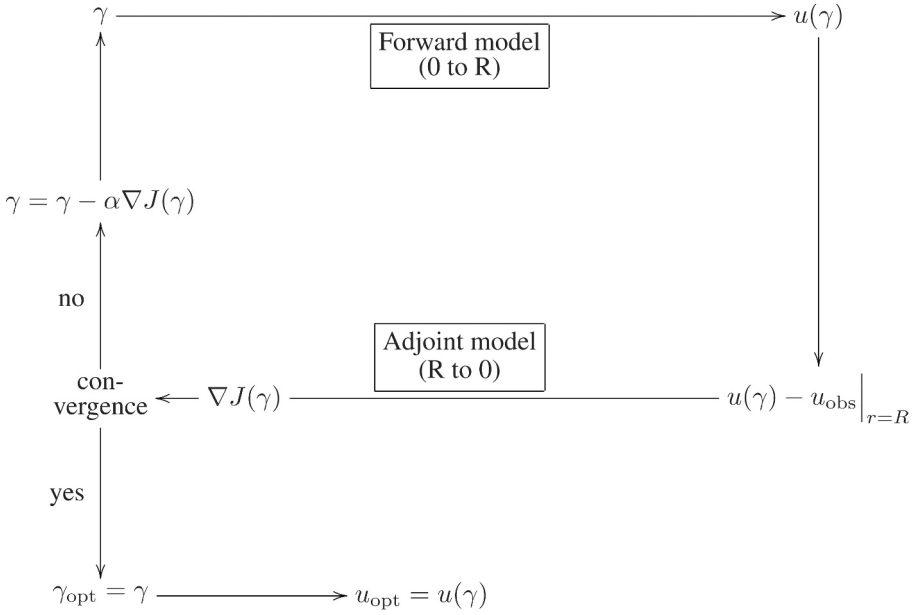 γ
u(γ)
Forward model
(0 to R)
γ = γ − α∇J(γ)
no
Adjoint model
(R to 0)
con-
vergence
∇J(γ)
u(γ) − u_obs|_{r=R}
yes
γ_opt = γ
u_opt = u(γ)